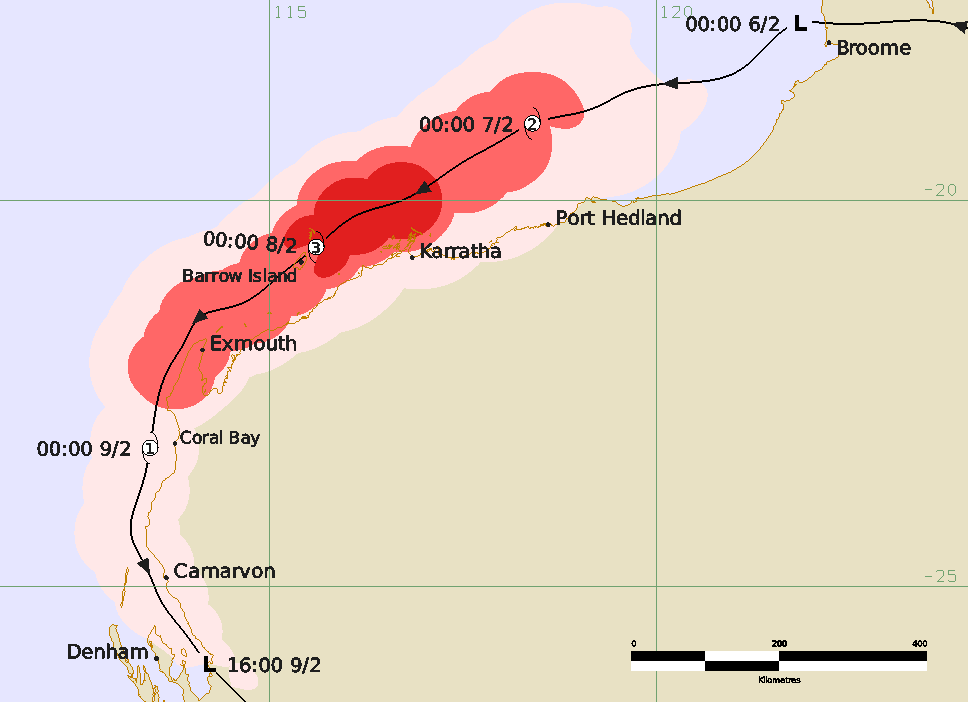 115
120
00:00 6/2 L
Broome
00:00 7/2 2
-20
Port Hedland
00:00 8/2 3
Karratha
Barrow Island
Exmouth
Coral Bay
00:00 9/2 1
Carnarvon
-25
Denham
L 16:00 9/2
0 200 400
Kilometres